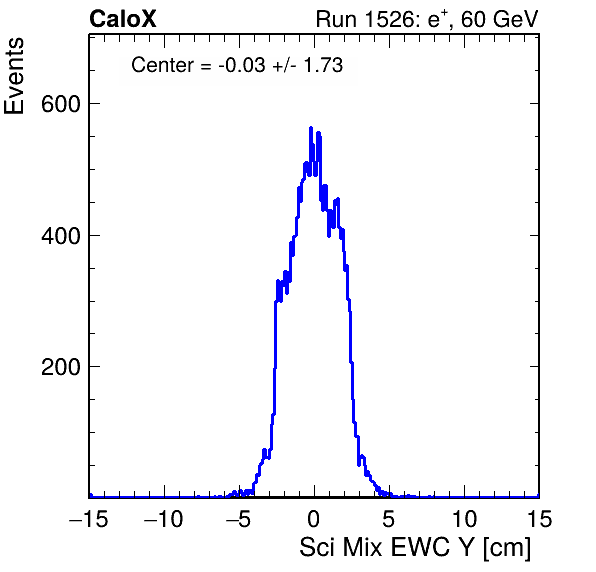 CaloX Run 1526: e⁺, 60 GeV
Center = -0.03 +/- 1.73
Events
600
400
200
−15 −10 −5 0 5 10 15
Sci Mix EWC Y [cm]